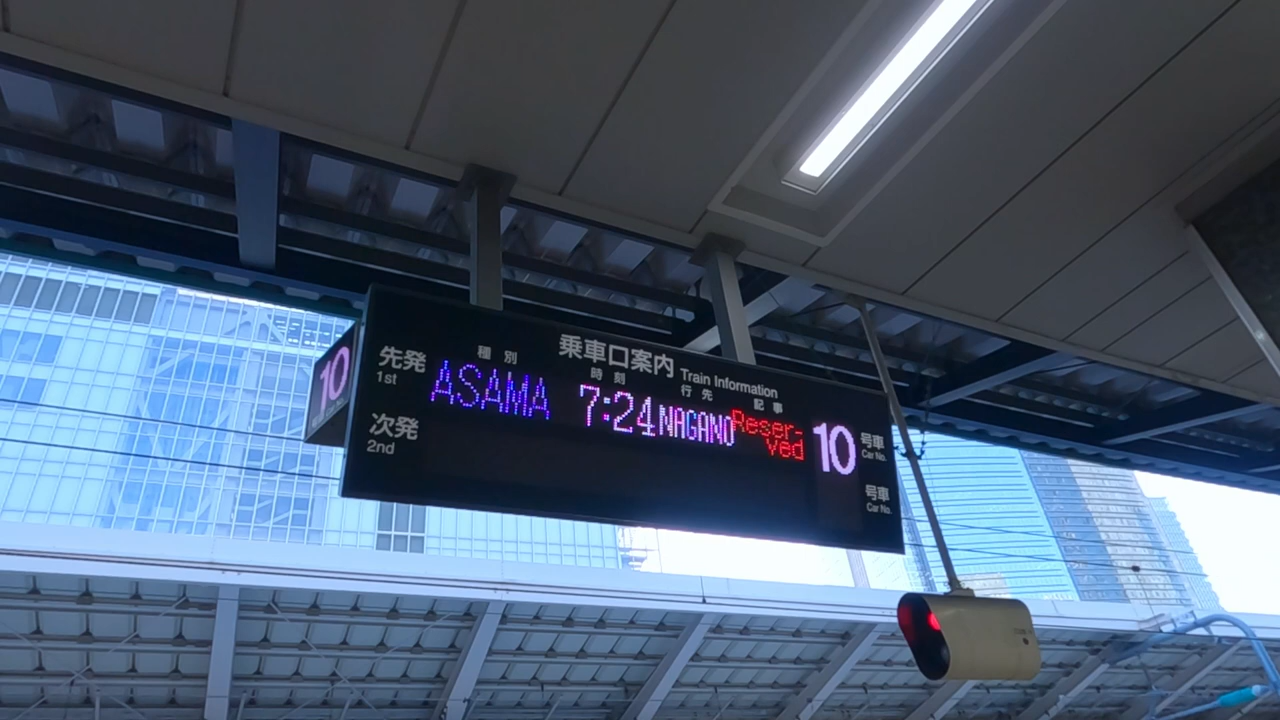 10
乗車口案内 Train Information
種別 時刻 行先 記事
先発 ASAMA 7:24 NAGANO Reser-
ved 10 号車
1st Car No.
次発 号車
2nd Car No.